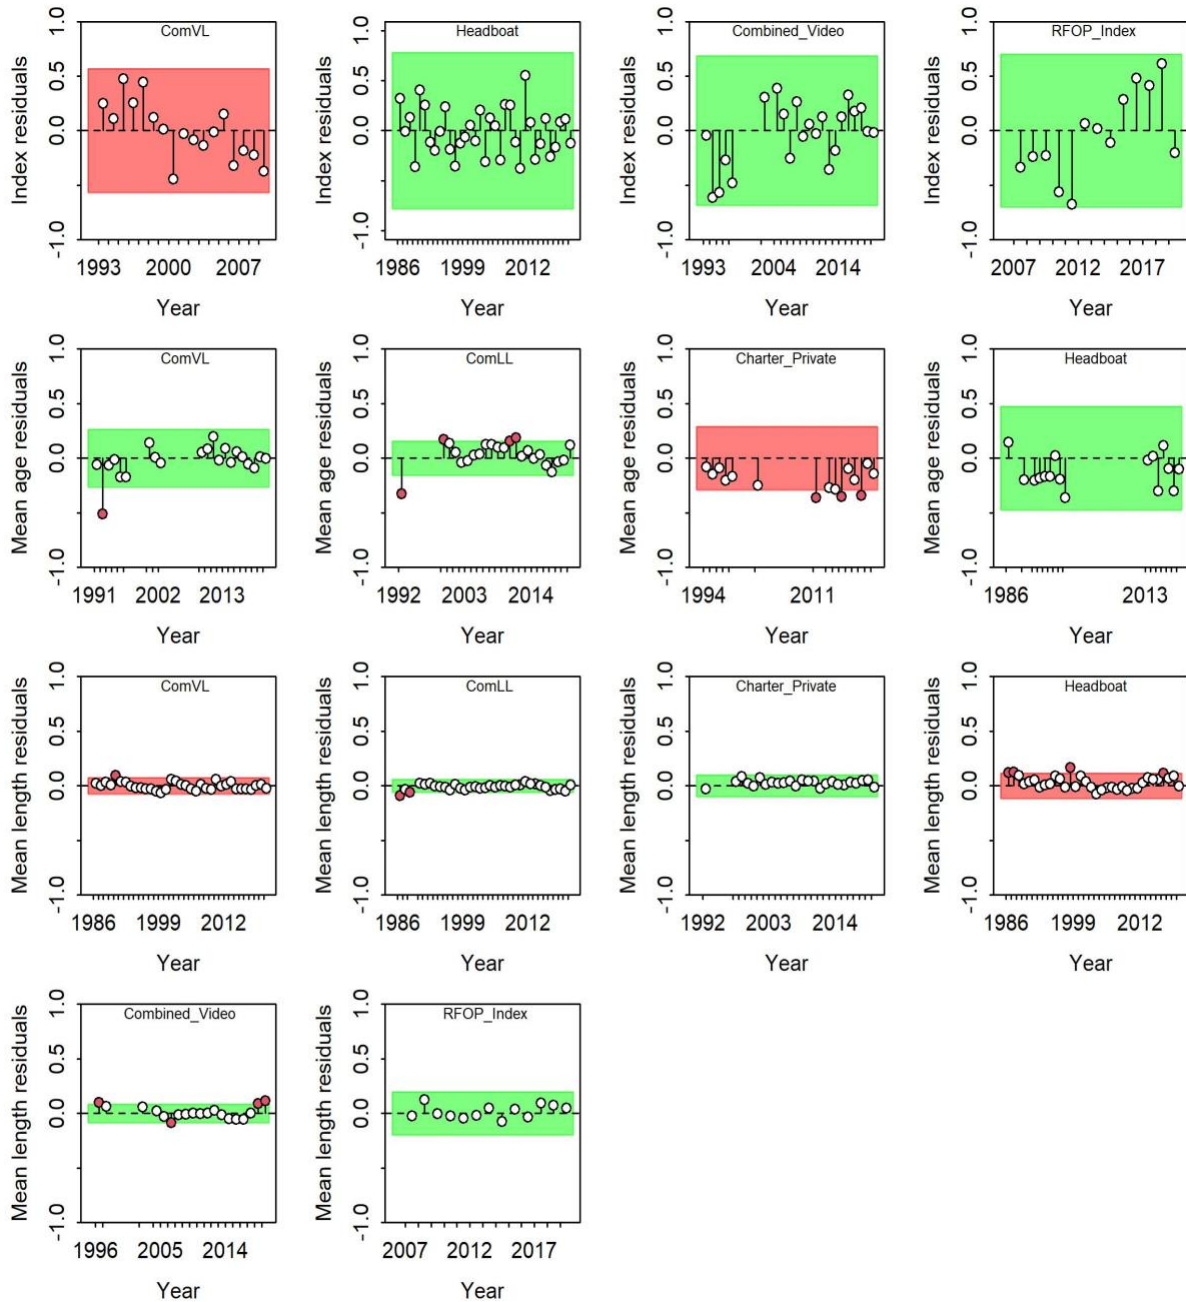 ComVL
Headboat
Combined_Video
RFOP_Index
Index residuals
-1.0 0.0 0.5 1.0
1993 2000 2007
Year
Index residuals
-1.0 0.0 0.5 1.0
1986 1999 2012
Year
Index residuals
-1.0 0.0 0.5 1.0
1993 2004 2014
Year
Index residuals
-1.0 0.0 0.5 1.0
2007 2012 2017
Year
ComVL
Mean age residuals
-1.0 0.0 0.5 1.0
1991 2002 2013
Year
ComLL
Mean age residuals
-1.0 0.0 0.5 1.0
1992 2003 2014
Year
Charter_Private
Mean age residuals
-1.0 0.0 0.5 1.0
1994 2011
Year
Headboat
Mean age residuals
-1.0 0.0 0.5 1.0
1986 2013
Year
ComVL
Mean length residuals
-1.0 0.0 0.5 1.0
1986 1999 2012
Year
ComLL
Mean length residuals
-1.0 0.0 0.5 1.0
1986 1999 2012
Year
Charter_Private
Mean length residuals
-1.0 0.0 0.5 1.0
1992 2003 2014
Year
Headboat
Mean length residuals
-1.0 0.0 0.5 1.0
1986 1999 2012
Year
Combined_Video
Mean length residuals
-1.0 0.0 0.5 1.0
1996 2005 2014
Year
RFOP_Index
Mean length residuals
-1.0 0.0 0.5 1.0
2007 2012 2017
Year